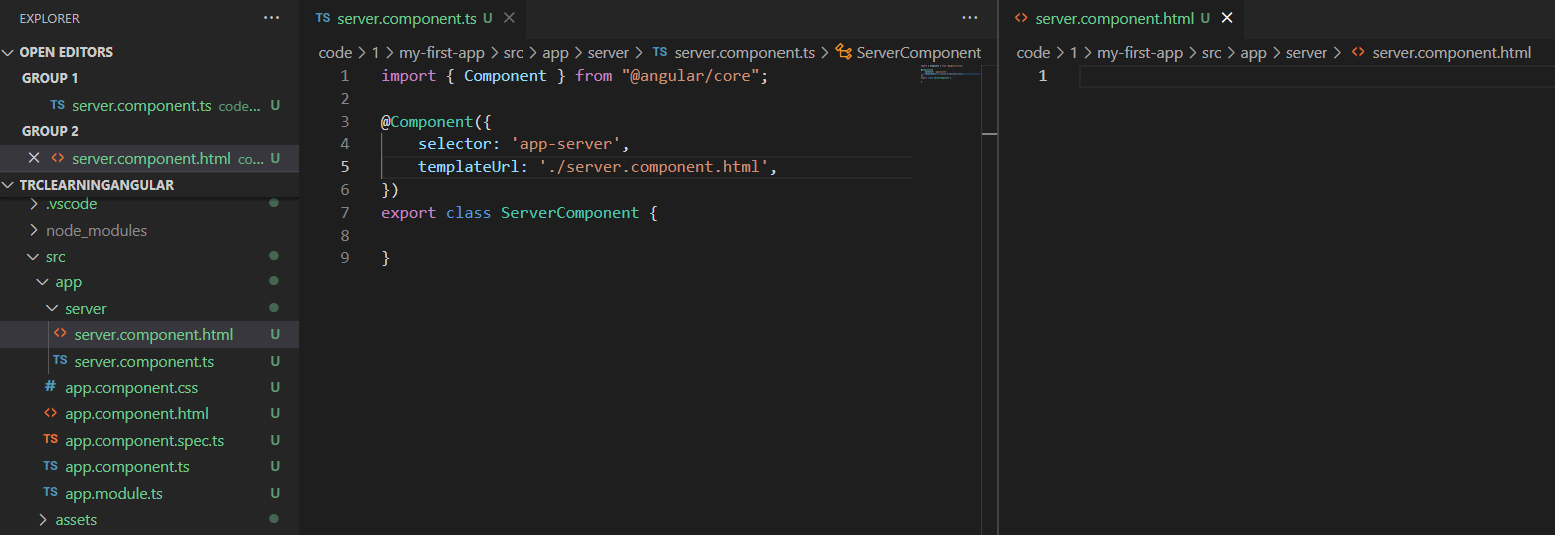 EXPLORER ···
OPEN EDITORS
GROUP 1
TS server.component.ts code... U
GROUP 2
server.component.html co... U
TRCLEARNINGANGULAR
.vscode
node_modules
src
app
server
server.component.html U
TS server.component.ts U
# app.component.css U
<> app.component.html U
TS app.component.spec.ts U
TS app.component.ts U
TS app.module.ts U
assets
TS server.component.ts U
code > 1 > my-first-app > src > app > server > TS server.component.ts > ServerComponent
1 import { Component } from "@angular/core";
2
3 @Component({
4 selector: 'app-server',
5 templateUrl: './server.component.html',
6 })
7 export class ServerComponent {
8
9 }
<> server.component.html U
code > 1 > my-first-app > src > app > server > <> server.component.html
1